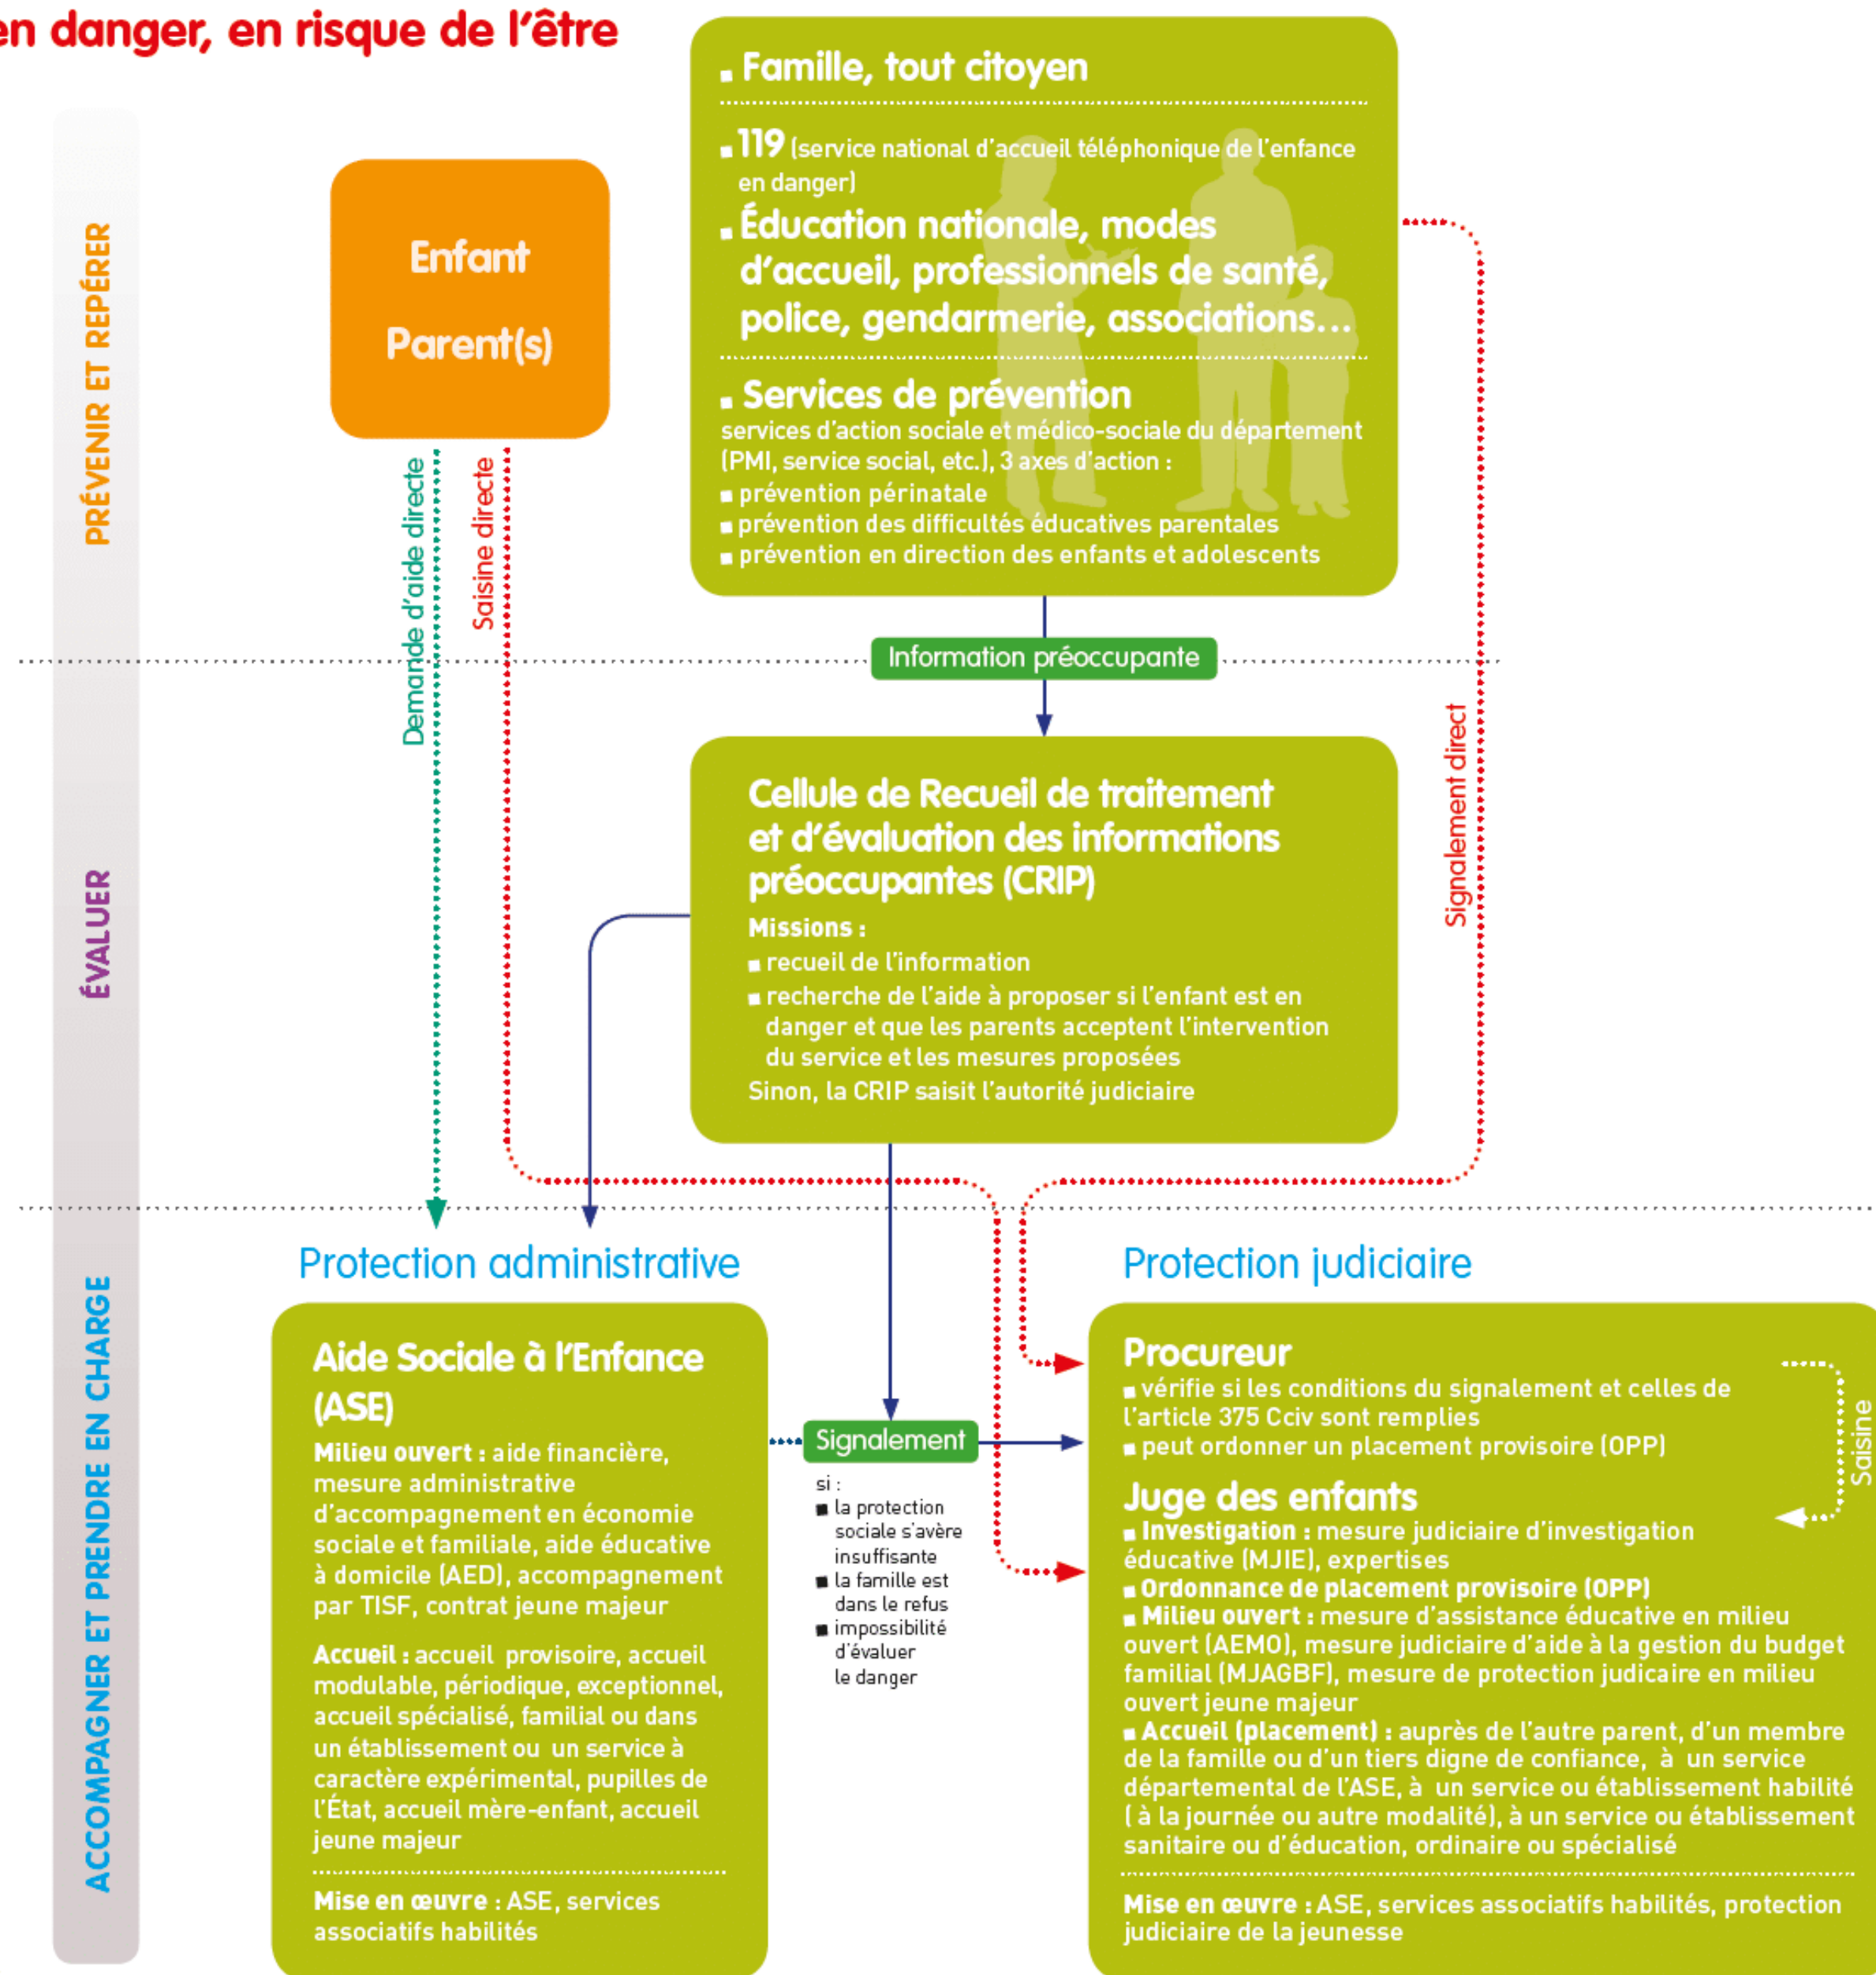 en danger, en risque de l'être
PRÉVENIR ET REPÉRER
Enfant
Parent(s)
Demande d'aide directe
Saisine directe
▪ Famille, tout citoyen
▪ 119 (service national d'accueil téléphonique de l'enfance
en danger)
▪ Éducation nationale, modes
d'accueil, professionnels de santé,
police, gendarmerie, associations...
▪ Services de prévention
services d'action sociale et médico-sociale du département
(PMI, service social, etc.), 3 axes d'action :
▪ prévention périnatale
▪ prévention des difficultés éducatives parentales
▪ prévention en direction des enfants et adolescents
Information préoccupante
Signalement direct
ÉVALUER
Cellule de Recueil de traitement
et d'évaluation des informations
préoccupantes (CRIP)
Missions :
▪ recueil de l'information
▪ recherche de l'aide à proposer si l'enfant est en
danger et que les parents acceptent l'intervention
du service et les mesures proposées
Sinon, la CRIP saisit l'autorité judiciaire
ACCOMPAGNER ET PRENDRE EN CHARGE
Protection administrative
Aide Sociale à l'Enfance
(ASE)
Milieu ouvert : aide financière,
mesure administrative
d'accompagnement en économie
sociale et familiale, aide éducative
à domicile (AED), accompagnement
par TISF, contrat jeune majeur
Accueil : accueil provisoire, accueil
modulable, périodique, exceptionnel,
accueil spécialisé, familial ou dans
un établissement ou un service à
caractère expérimental, pupilles de
l'État, accueil mère-enfant, accueil
jeune majeur
Mise en œuvre : ASE, services
associatifs habilités
Signalement
si :
▪ la protection
sociale s'avère
insuffisante
▪ la famille est
dans le refus
▪ impossibilité
d'évaluer
le danger
Protection judiciaire
Procureur
▪ vérifie si les conditions du signalement et celles de
l'article 375 Cciv sont remplies
▪ peut ordonner un placement provisoire (OPP)
Saisine
Juge des enfants
▪ Investigation : mesure judiciaire d'investigation
éducative (MJIE), expertises
▪ Ordonnance de placement provisoire (OPP)
▪ Milieu ouvert : mesure d'assistance éducative en milieu
ouvert (AEMO), mesure judiciaire d'aide à la gestion du budget
familial (MJAGBF), mesure de protection judicaire en milieu
ouvert jeune majeur
▪ Accueil (placement) : auprès de l'autre parent, d'un membre
de la famille ou d'un tiers digne de confiance, à un service
départemental de l'ASE, à un service ou établissement habilité
( à la journée ou autre modalité), à un service ou établissement
sanitaire ou d'éducation, ordinaire ou spécialisé
Mise en œuvre : ASE, services associatifs habilités, protection
judiciaire de la jeunesse